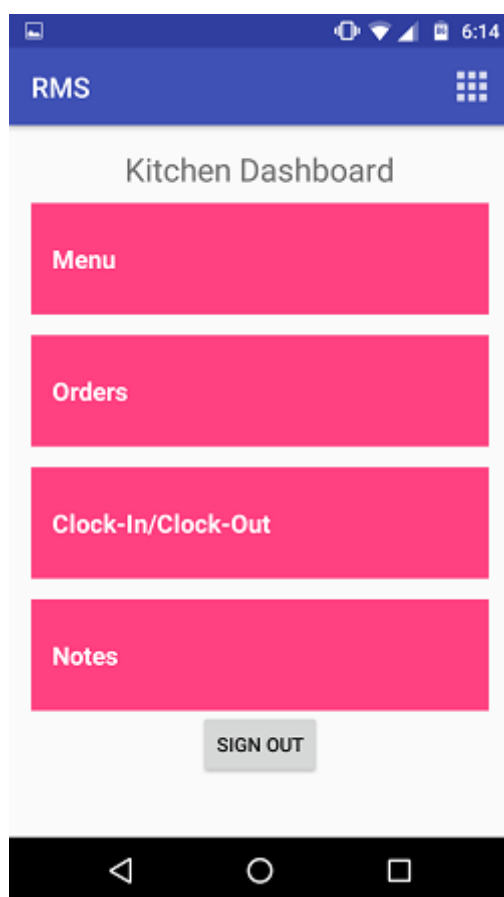 6:14
RMS
Kitchen Dashboard
Menu
Orders
Clock-In/Clock-Out
Notes
SIGN OUT